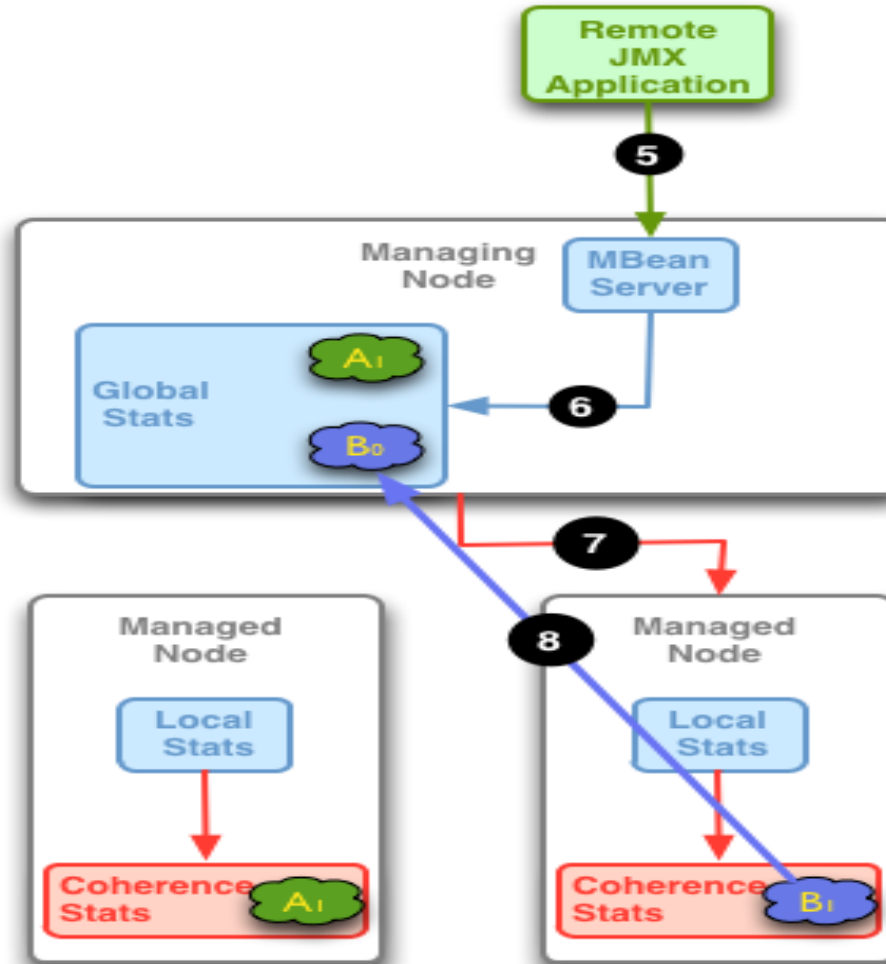 Remote
JMX
Application
5
Managing
Node
MBean
Server
A₁
Global
Stats
6
B₀
7
Managed
Node
8
Managed
Node
Local
Stats
Local
Stats
Coherence
Stats
A₁
Coherence
Stats
B₁